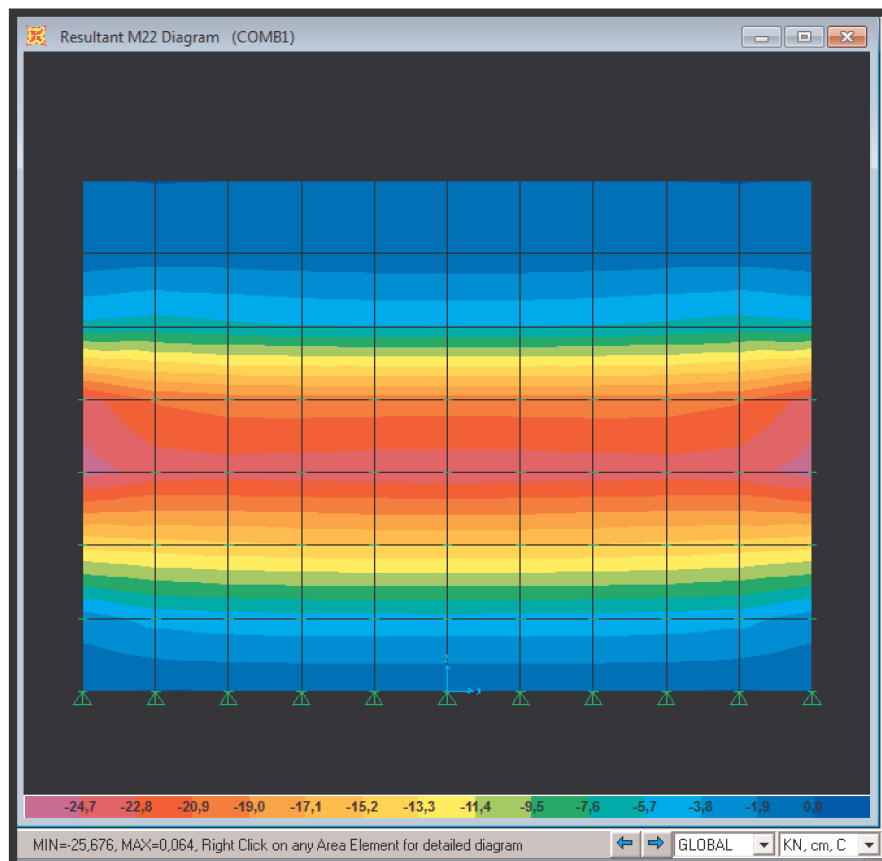 Resultant M22 Diagram (COMB1)
-24,7 -22,8 -20,9 -19,0 -17,1 -15,2 -13,3 -11,4 -9,5 -7,6 -5,7 -3,8 -1,9 0,0
MIN=-25,676, MAX=0,064, Right Click on any Area Element for detailed diagram GLOBAL KN, cm, C